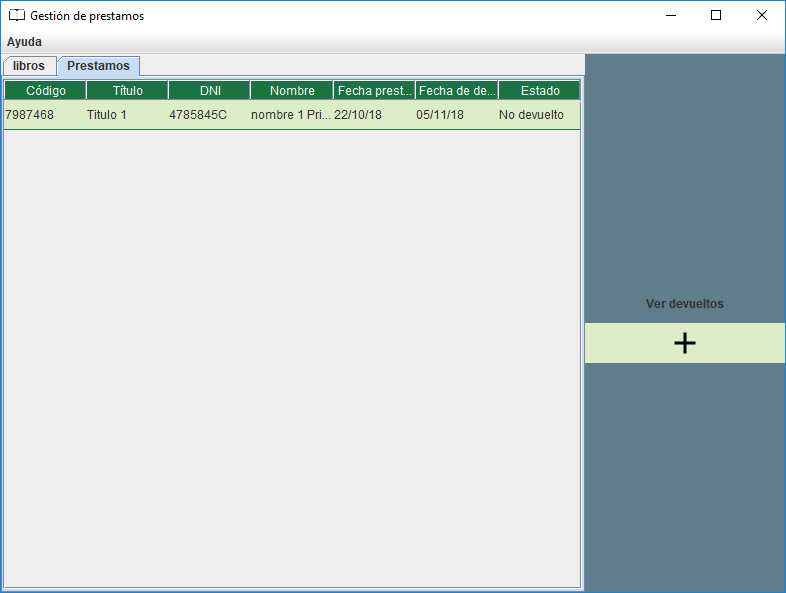 Gestión de prestamos
Ayuda
libros Prestamos
Código Título DNI Nombre Fecha prest... Fecha de de... Estado
7987468 Titulo 1 4785845C nombre 1 Pri... 22/10/18 05/11/18 No devuelto
Ver devueltos
+